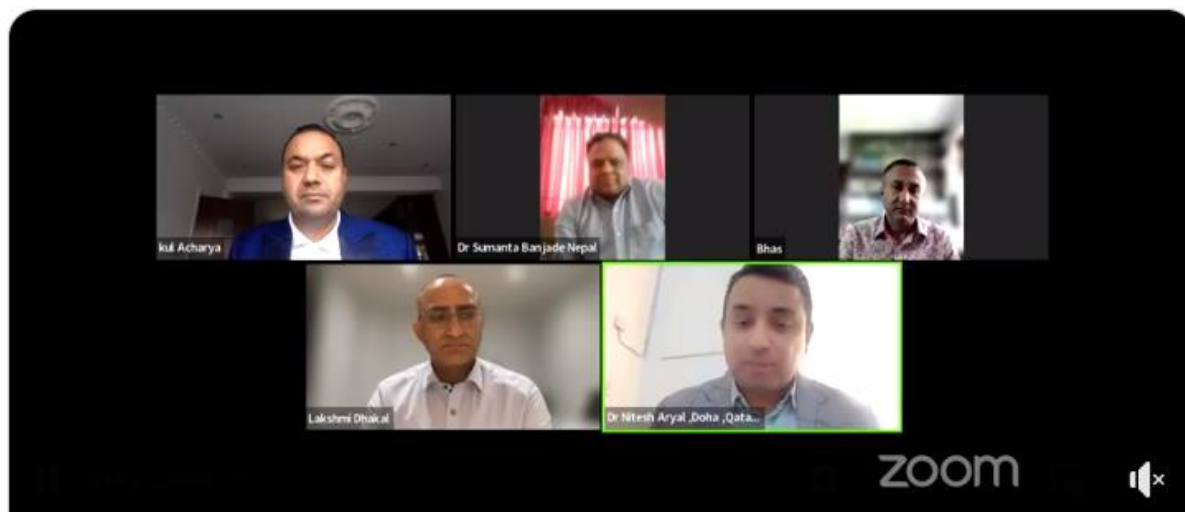 kul Acharya
Dr Sumanta Banjade Nepal
Bhas
Lakshmi Dhakal
Dr Nitesh Aryal ,Doha ,Qata...
zoom